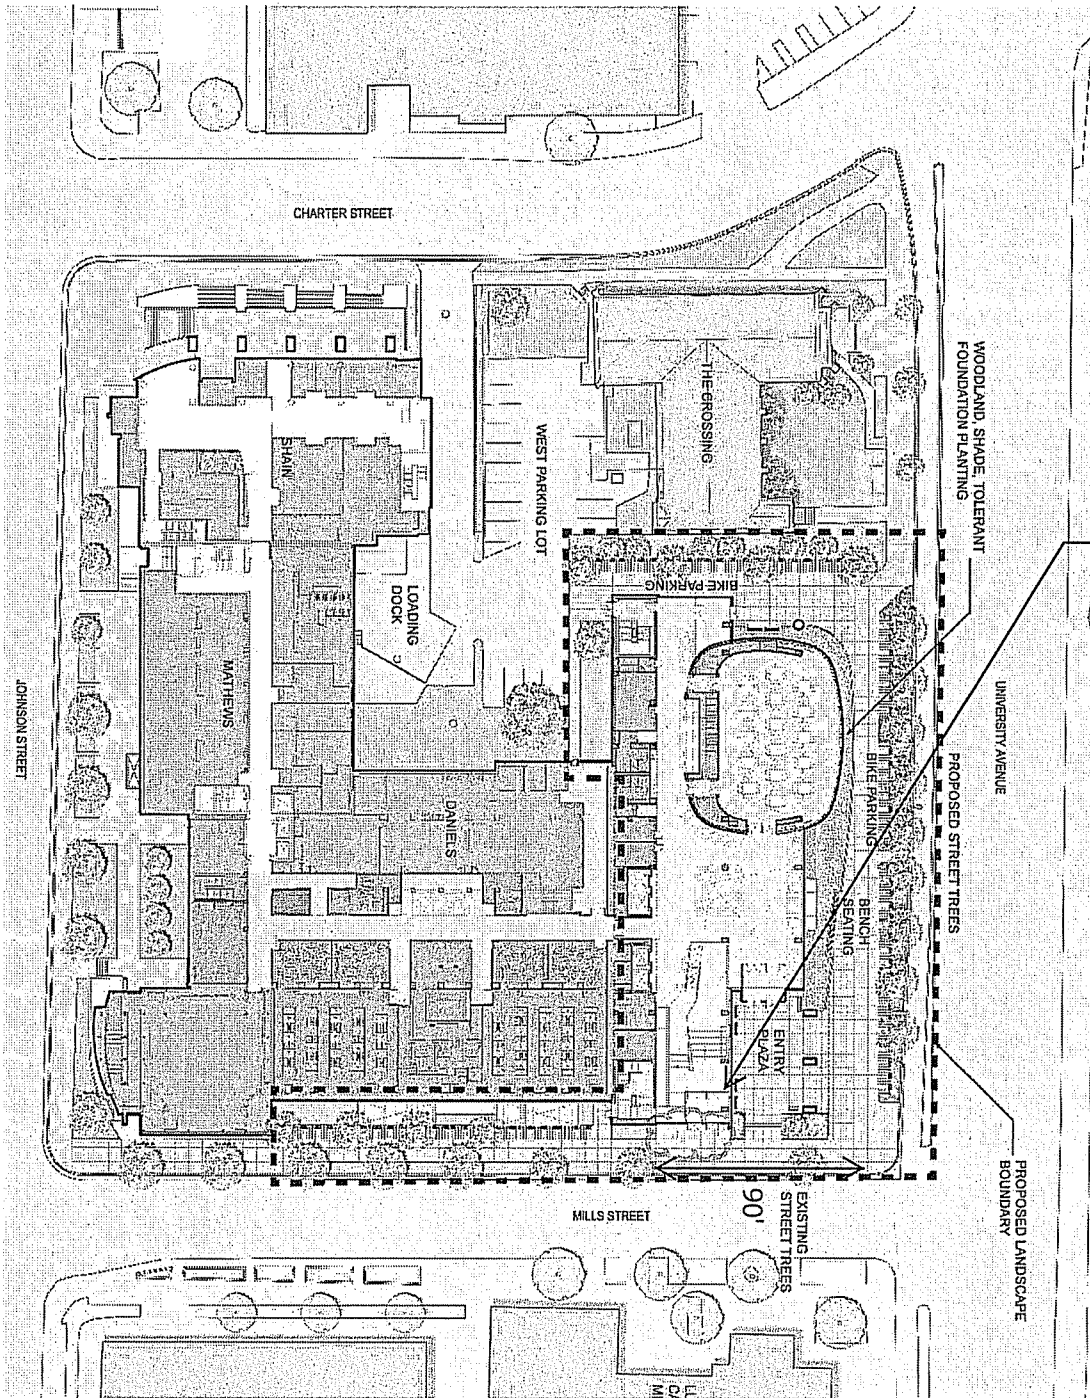 CHARTER STREET
WOODLAND, SHADE, TOLERANT
FOUNDATION PLANTING
THE CROSSING
WEST PARKING LOT
SHAIN
LOADING
DOCK
BIKE PARKING
MATHEWS
JOHNSON STREET
UNIVERSITY AVENUE
PROPOSED STREET TREES
BIKE PARKING
BENCH
SEATING
DANIELS
ENTRY
PLAZA
PROPOSED LANDSCAPE
BOUNDARY
EXISTING
STREET TREES
90'
MILLS STREET